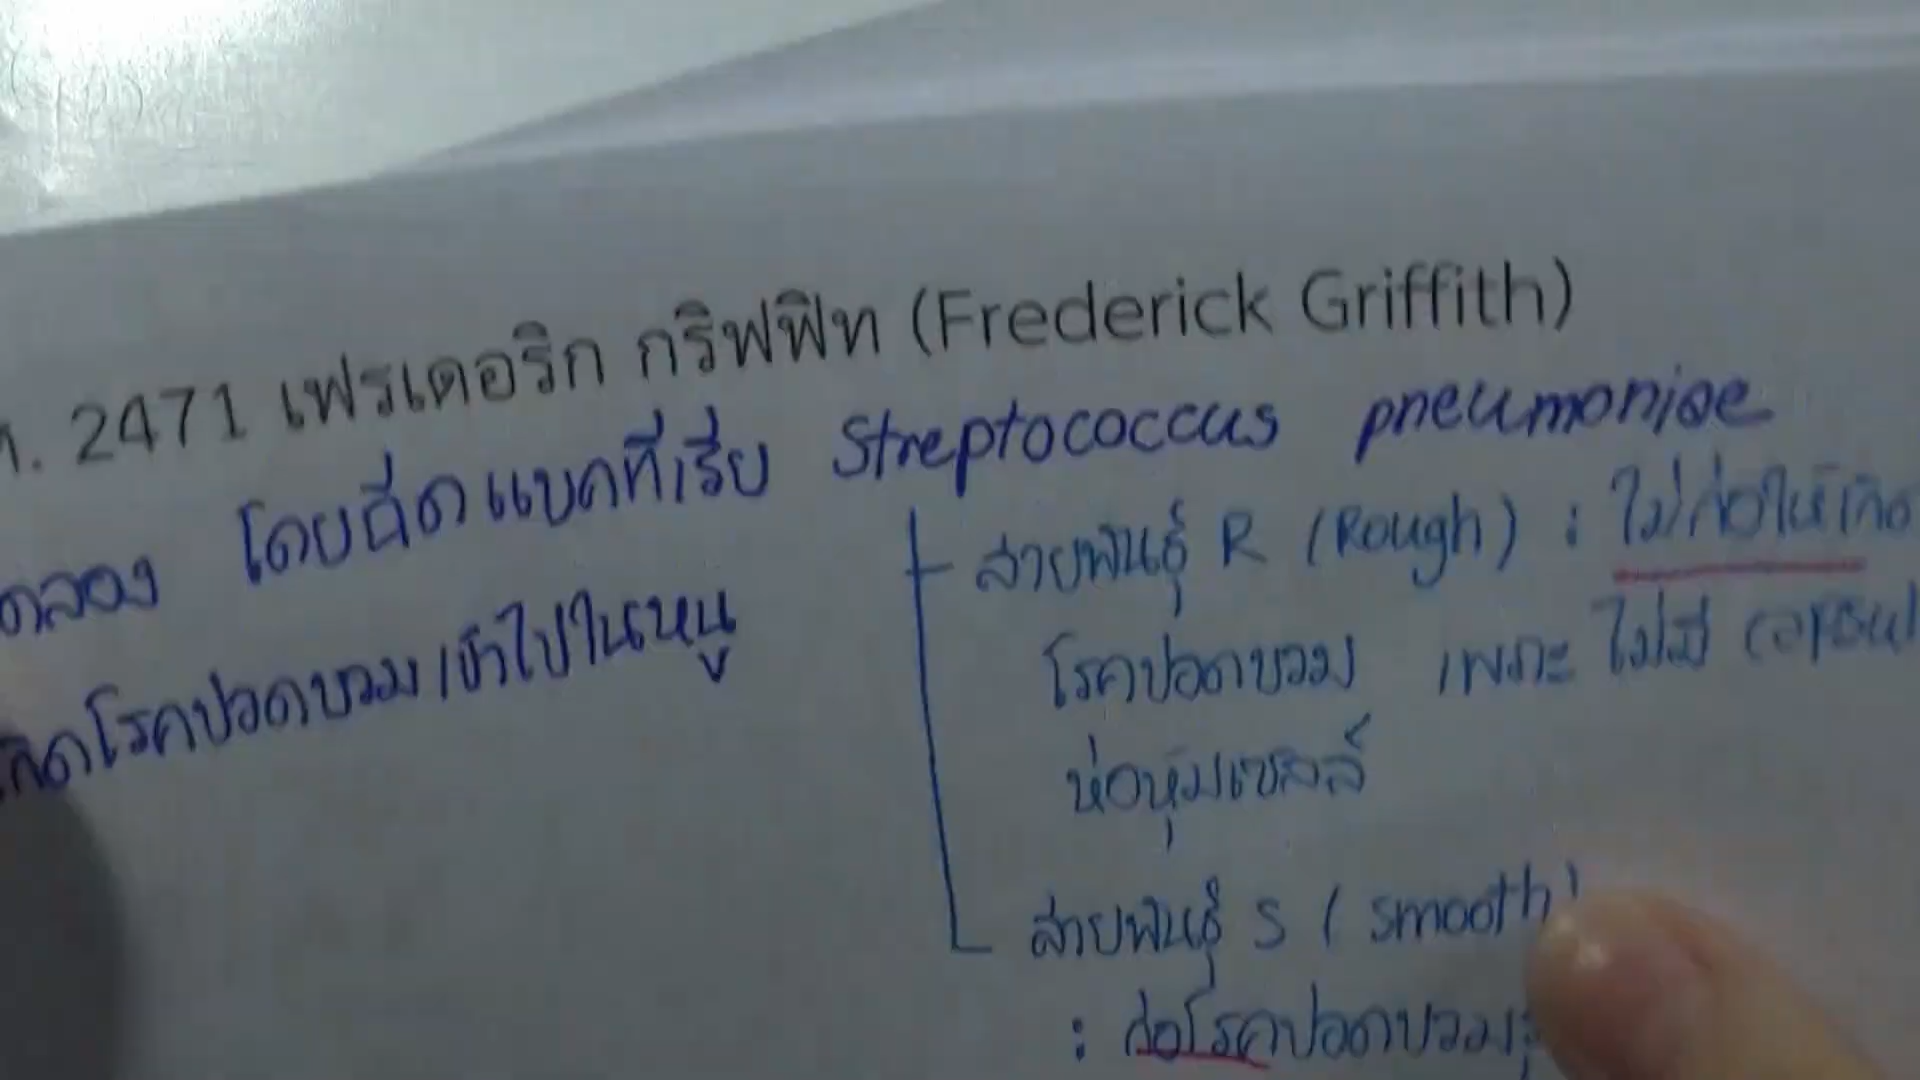 . 2471 เฟรเดอริก กริฟฟิท (Frederick Griffith)
โดยฉีดแบคทีเรีย Streptococcus pneumoniae
สายพันธุ์ R (Rough) : ไม่ก่อให้เกิด
เกิดโรคปอดบวมเข้าไปในหนู
โรคปอดบวม เพราะ ไม่มี
ห่อหุ้มเซลล์
สายพันธุ์ S (smooth)
: ก่อโรคปอดบวม